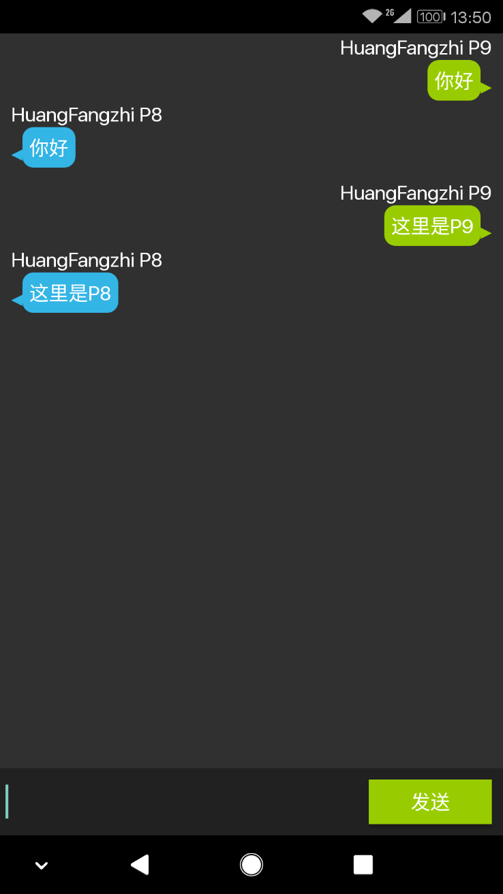 2G 100 13:50
HuangFangzhi P9
你好
HuangFangzhi P8
你好
HuangFangzhi P9
这里是P9
HuangFangzhi P8
这里是P8
发送